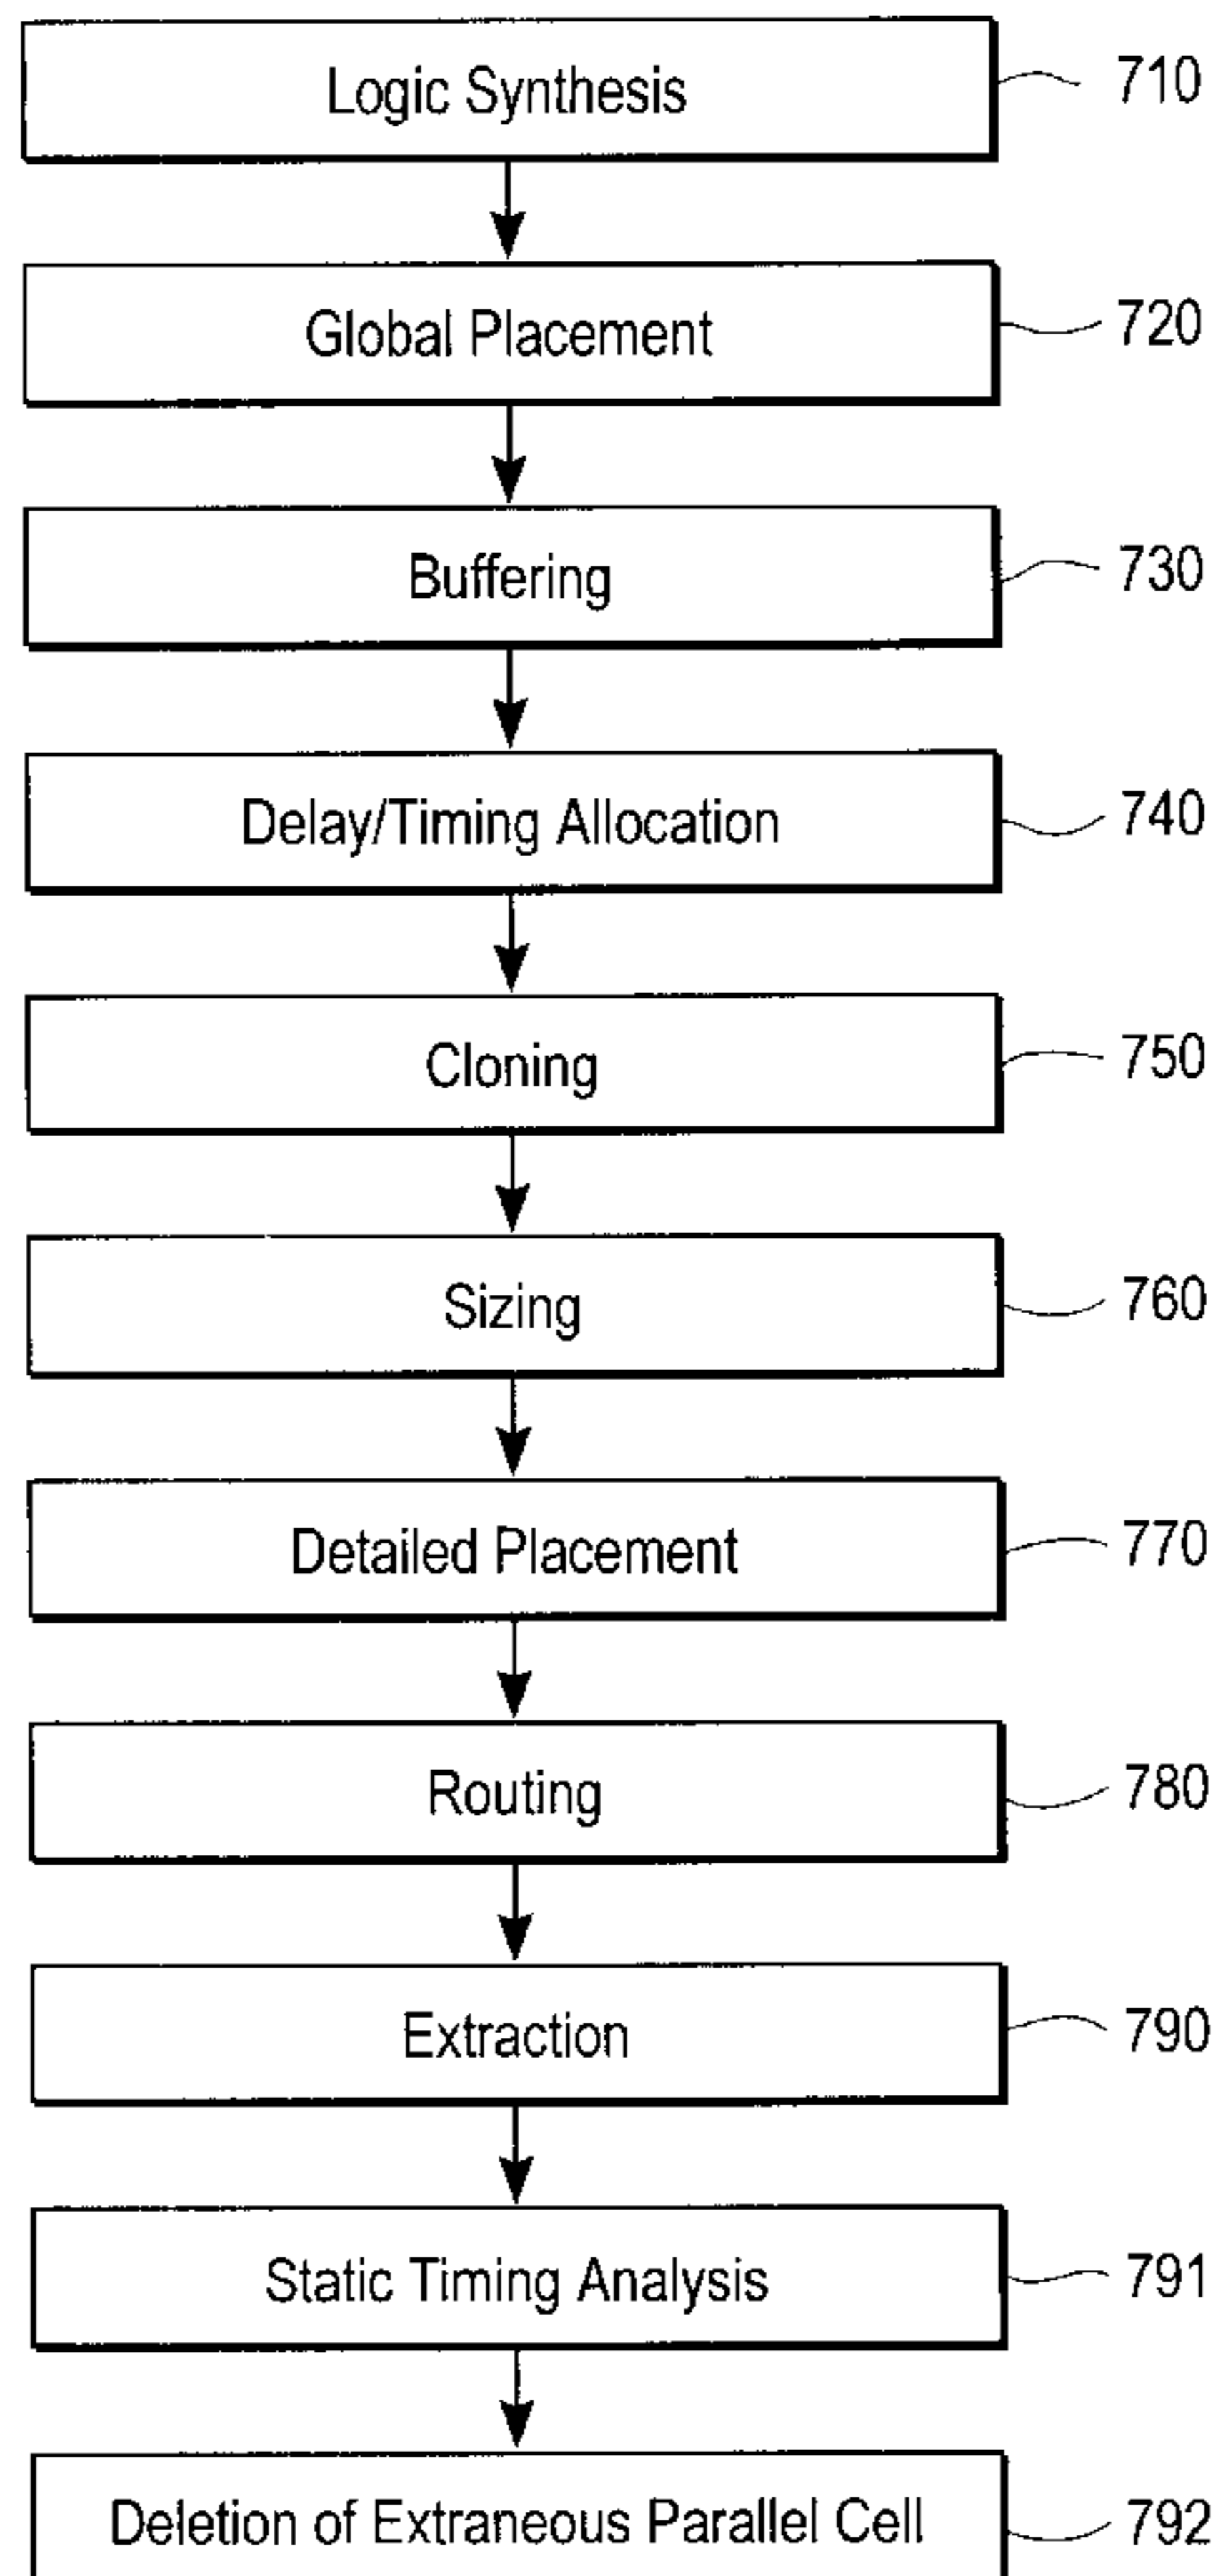 Logic Synthesis 710
Global Placement 720
Buffering 730
Delay/Timing Allocation 740
Cloning 750
Sizing 760
Detailed Placement 770
Routing 780
Extraction 790
Static Timing Analysis 791
Deletion of Extraneous Parallel Cell 792